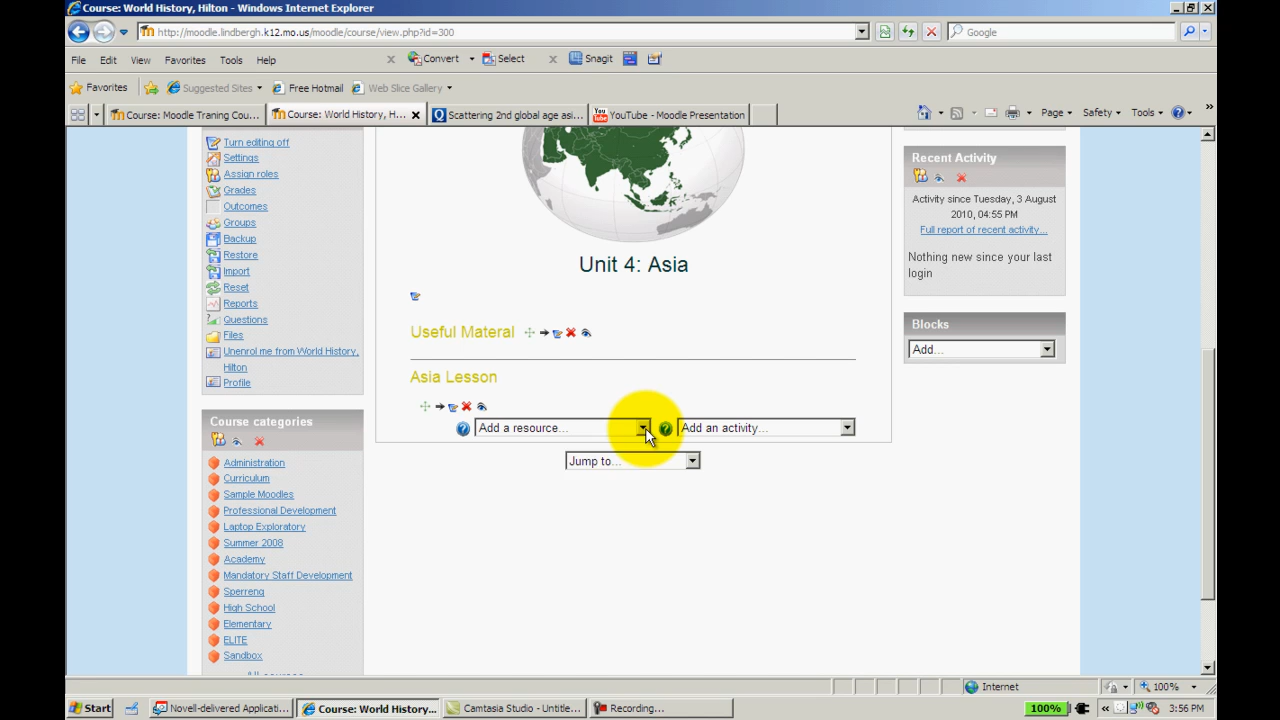 Course: World History, Hilton - Windows Internet Explorer
http://moodle.lindbergh.k12.mo.us/moodle/course/view.php?id=300
Google
File Edit View Favorites Tools Help
Convert Select Snagit
Favorites Suggested Sites Free Hotmail Web Slice Gallery
Course: Moodle Traning Cou... Course: World History, H... Scattering 2nd global age asi... YouTube - Moodle Presentation Page Safety Tools
Turn editing off
Settings
Assign roles
Grades
Outcomes
Groups
Backup
Restore
Import
Reset
Reports
Questions
Files
Unenrol me from World History,
Hilton
Profile
Course categories
Administration
Curriculum
Sample Moodles
Professional Development
Laptop Exploratory
Summer 2008
Academy
Mandatory Staff Development
Sperreng
High School
Elementary
ELITE
Sandbox
Unit 4: Asia
Useful Materal
Asia Lesson
Add a resource... Add an activity...
Jump to...
Recent Activity
Activity since Tuesday, 3 August
2010, 04:55 PM
Full report of recent activity...
Nothing new since your last
login
Blocks
Add...
Internet 100%
Start Novell-delivered Applicati... Course: World History... Camtasia Studio - Untitle... Recording... 100% 3:56 PM